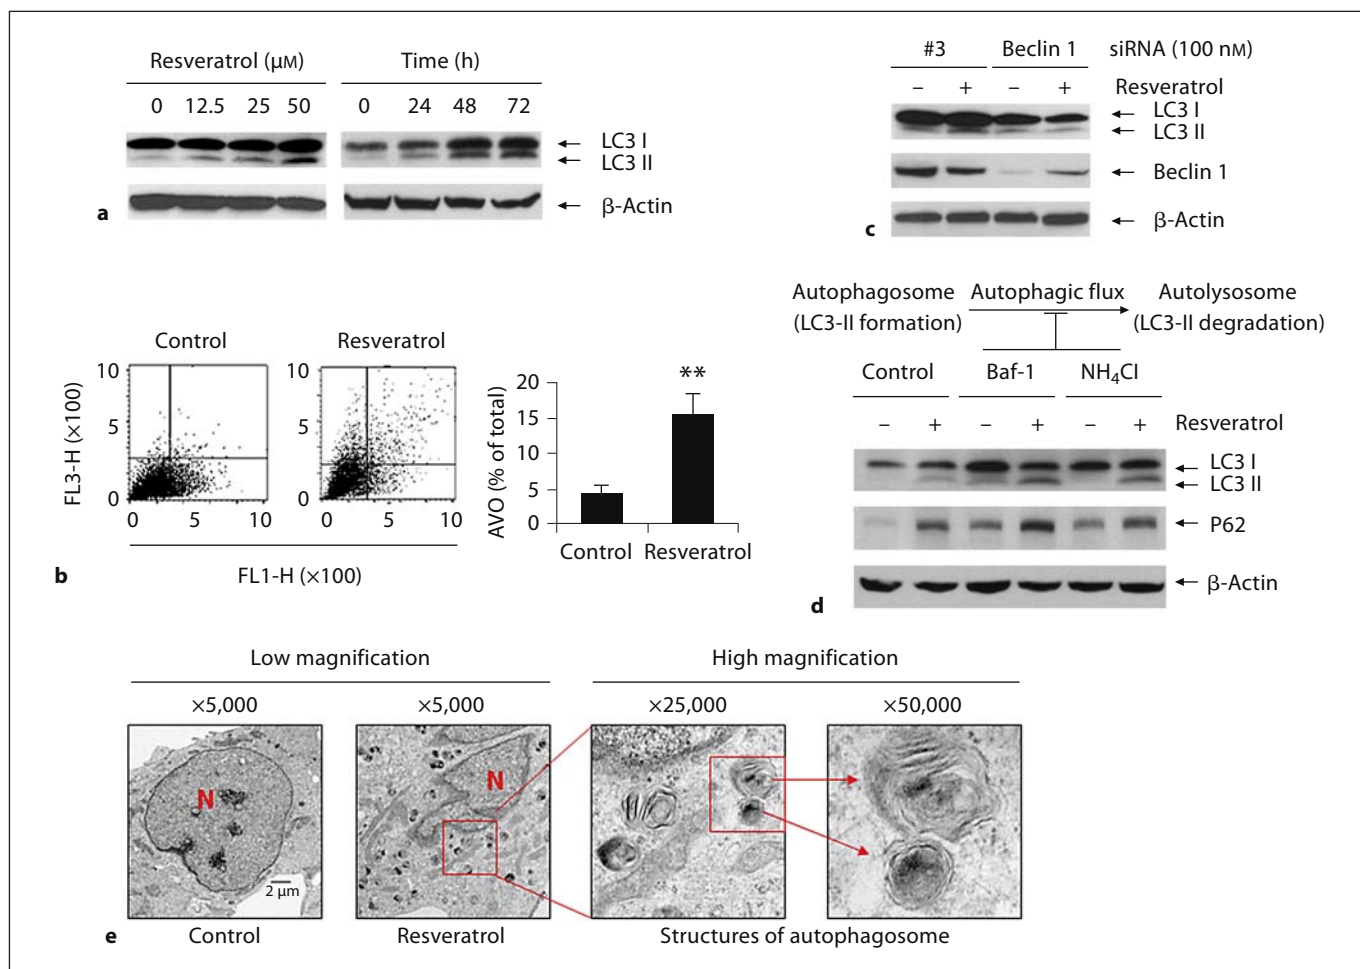 Resveratrol (µM) Time (h)
0 12.5 25 50 0 24 48 72
LC3 I
LC3 II
β-Actin
a
Control Resveratrol
10 10
5 5
0 0
0 5 10 0 5 10
FL3-H (×100)
FL1-H (×100)
b
AVO (% of total)
20
15
10
5
0
**
Control Resveratrol
#3 Beclin 1 siRNA (100 nM)
– + – + Resveratrol
LC3 I
LC3 II
Beclin 1
β-Actin
c
Autophagosome Autophagic flux Autolysosome
(LC3-II formation) (LC3-II degradation)
Control Baf-1 NH₄Cl
– + – + – + Resveratrol
LC3 I
LC3 II
P62
β-Actin
d
Low magnification High magnification
×5,000 ×5,000 ×25,000 ×50,000
N N
2 µm
e
Control Resveratrol Structures of autophagosome